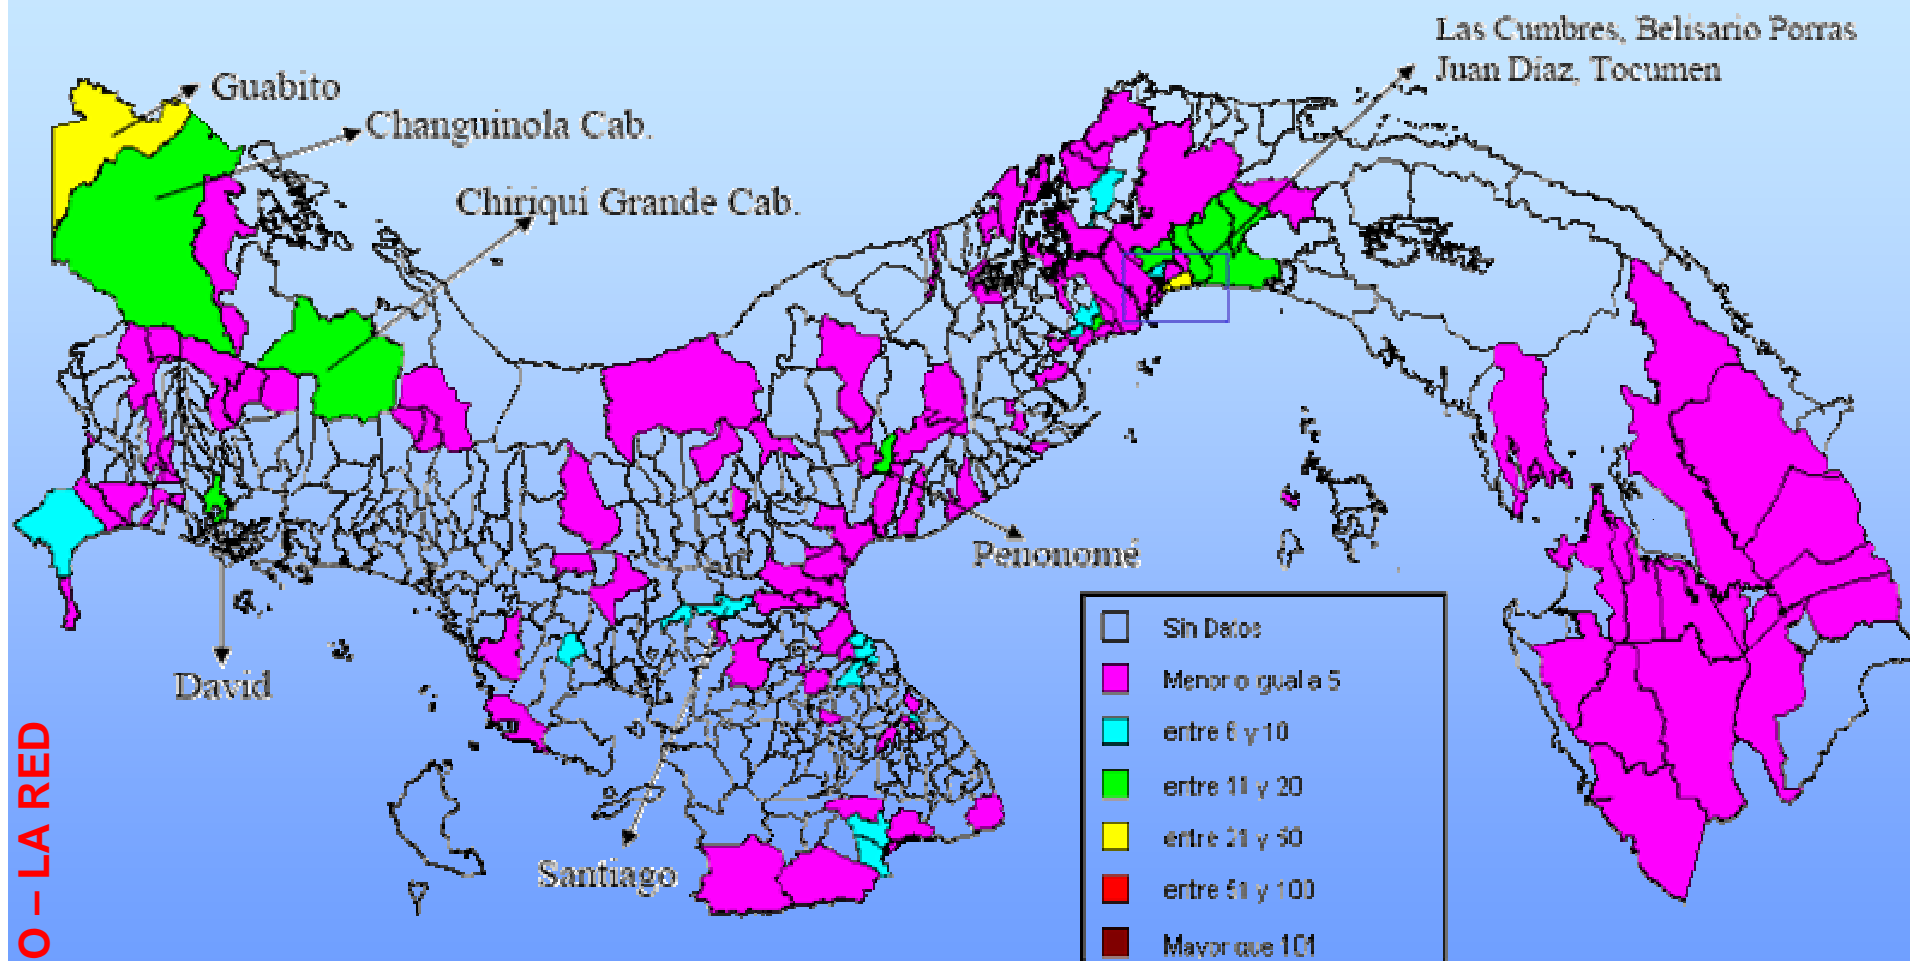 Las Cumbres, Belisario Porras
Juan Diaz, Tocumen
Guabito
Changuinola Cab.
Chiriquí Grande Cab.
Penonomé
David
Santiago
Sin Datos
Menor o igual a 5
entre 6 y 10
entre 11 y 20
entre 21 y 50
entre 51 y 100
Mayor que 101
O – LA RED